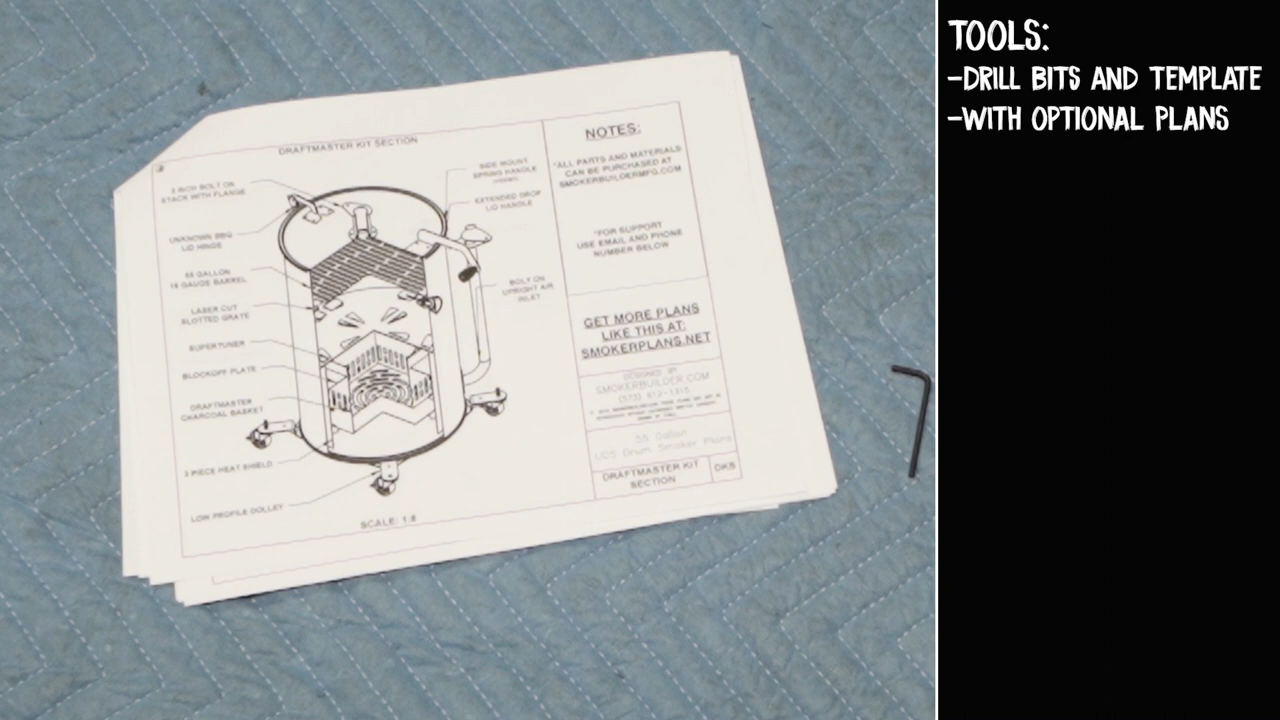 TOOLS:
-DRILL BITS AND TEMPLATE
-WITH OPTIONAL PLANS
DRAFTMASTER KIT SECTION
2 INCH BOLT ON
STACK WITH FLANGE
UNKNOWN BBQ
LID HINGE
55 GALLON
18 GAUGE BARREL
LASER CUT
SLOTTED GRATE
SUPERTUNER
BLOCKOFF PLATE
DRAFTMASTER
CHARCOAL BASKET
3 PIECE HEAT SHIELD
LOW PROFILE DOLLEY
SIDE MOUNT
SPRING HANDLE
EXTENDED DROP
LID HANDLE
BOLT ON
UPRIGHT AIR
INLET
SCALE: 1:8
NOTES:
*ALL PARTS AND MATERIALS
CAN BE PURCHASED AT
SMOKERBUILDERMFG.COM
*FOR SUPPORT
USE EMAIL AND PHONE
NUMBER BELOW
GET MORE PLANS
LIKE THIS AT:
SMOKERPLANS.NET
DESIGNED BY
SMOKERBUILDER.COM
(573) 612-1315
55 Gallon
UDS Drum Smoker Plans
DRAFTMASTER KIT
SECTION
DKS